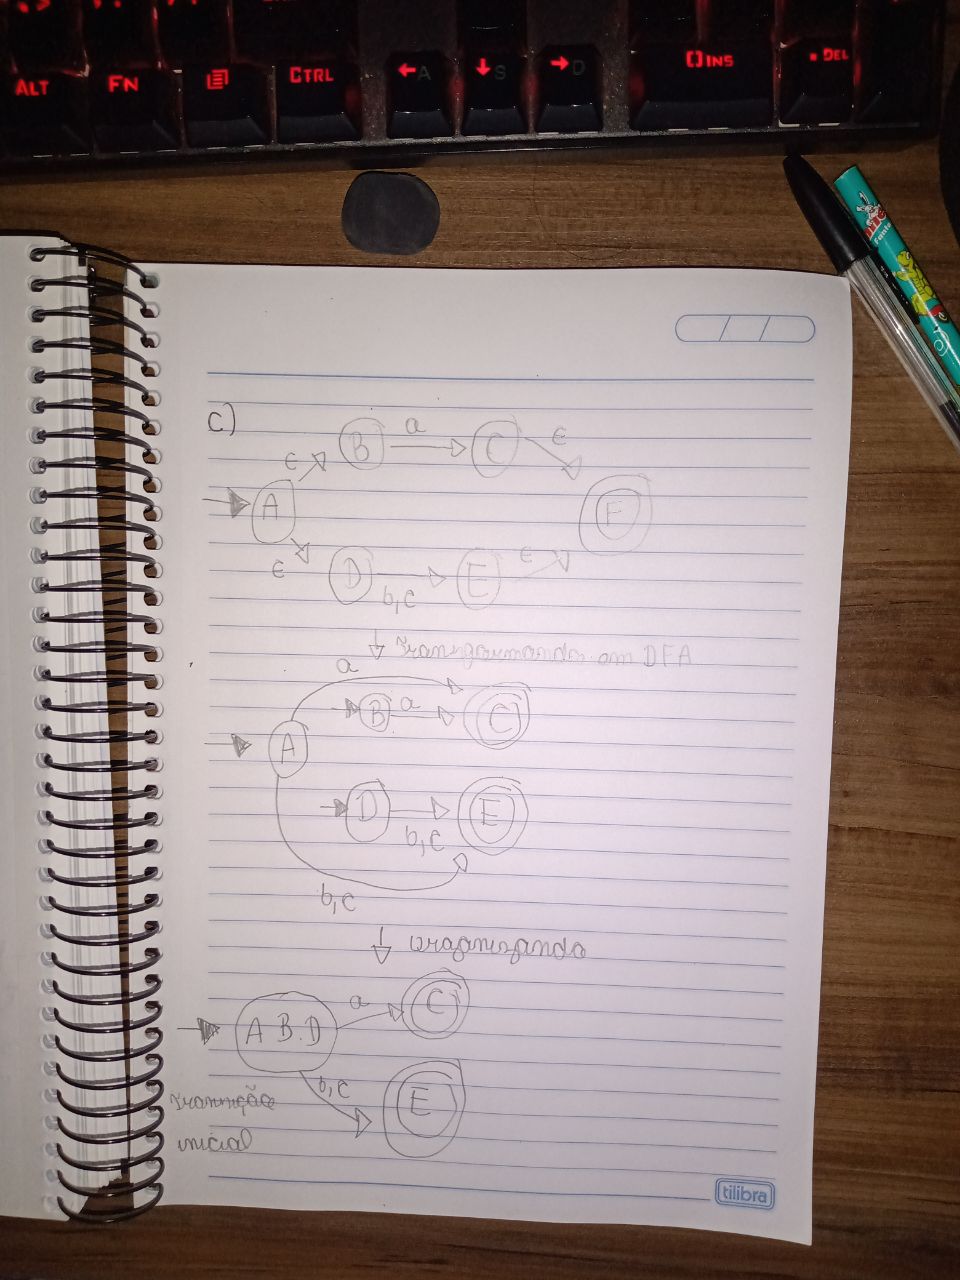 ALT FN CTRL ←A ↓S →D INS DEL
c)
B a C ϵ
ϵ
A F
ϵ D b,c E ϵ
↓ Transformando em DFA
a
B a C
A
D E
b,c
b,c
↓ organizando
a C
A B.D
b,c
E
Transição
inicial
tilibra